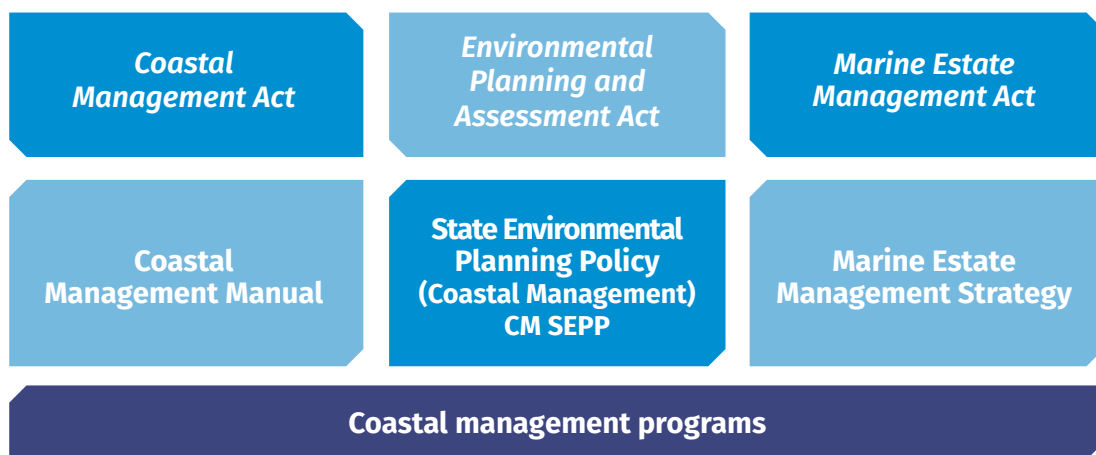 Coastal
Management Act
Environmental
Planning and
Assessment Act
Marine Estate
Management Act
Coastal
Management Manual
State Environmental
Planning Policy
(Coastal Management)
CM SEPP
Marine Estate
Management Strategy
Coastal management programs